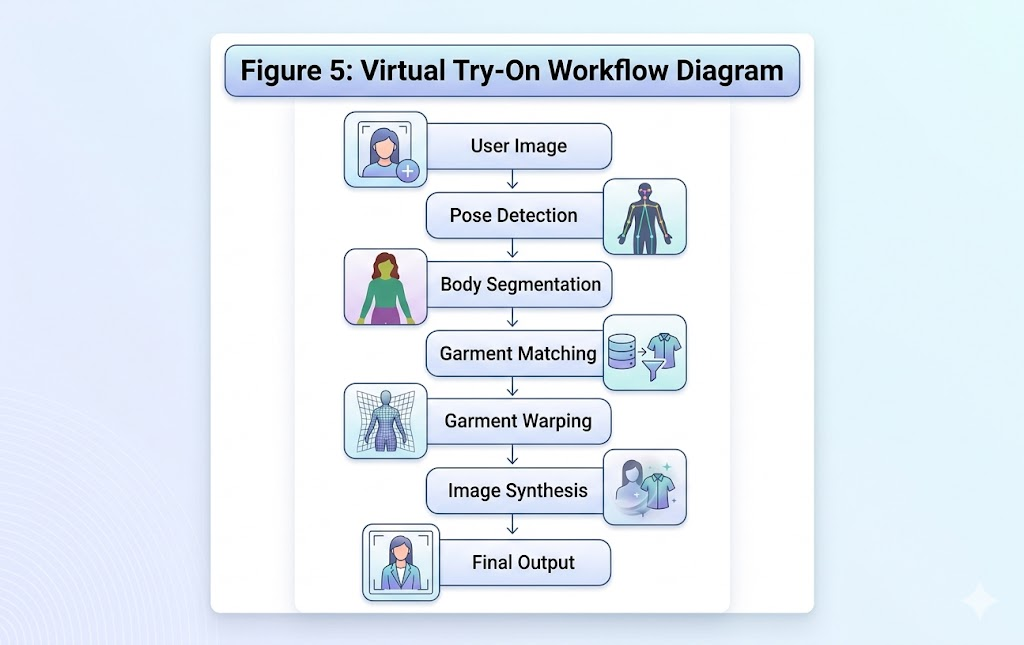 Figure 5: Virtual Try-On Workflow Diagram
User Image
Pose Detection
Body Segmentation
Garment Matching
Garment Warping
Image Synthesis
Final Output